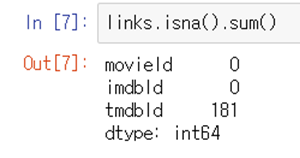 In [7]: links.isna().sum()
Out[7]: movieId 0
imdbId 0
tmdbId 181
dtype: int64